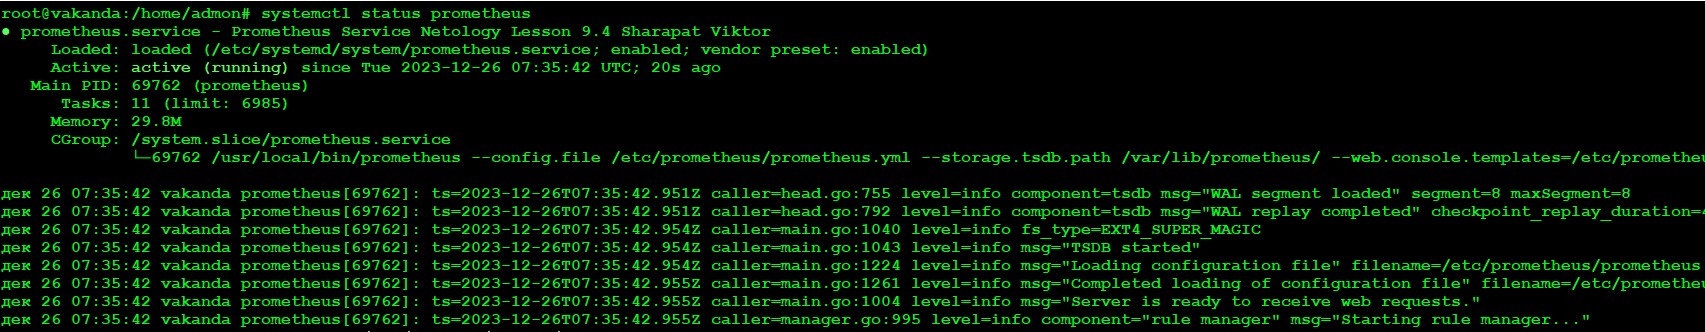 root@vakanda:/home/admon# systemctl status prometheus
● prometheus.service - Prometheus Service Netology Lesson 9.4 Sharapat Viktor
Loaded: loaded (/etc/systemd/system/prometheus.service; enabled; vendor preset: enabled)
Active: active (running) since Tue 2023-12-26 07:35:42 UTC; 20s ago
Main PID: 69762 (prometheus)
Tasks: 11 (limit: 6985)
Memory: 29.8M
CGroup: /system.slice/prometheus.service
└─69762 /usr/local/bin/prometheus --config.file /etc/prometheus/prometheus.yml --storage.tsdb.path /var/lib/prometheus/ --web.console.templates=/etc/prometheu
дек 26 07:35:42 vakanda prometheus[69762]: ts=2023-12-26T07:35:42.951Z caller=head.go:755 level=info component=tsdb msg="WAL segment loaded" segment=8 maxSegment=8
дек 26 07:35:42 vakanda prometheus[69762]: ts=2023-12-26T07:35:42.951Z caller=head.go:792 level=info component=tsdb msg="WAL replay completed" checkpoint_replay_duration=4
дек 26 07:35:42 vakanda prometheus[69762]: ts=2023-12-26T07:35:42.954Z caller=main.go:1040 level=info fs_type=EXT4_SUPER_MAGIC
дек 26 07:35:42 vakanda prometheus[69762]: ts=2023-12-26T07:35:42.954Z caller=main.go:1043 level=info msg="TSDB started"
дек 26 07:35:42 vakanda prometheus[69762]: ts=2023-12-26T07:35:42.954Z caller=main.go:1224 level=info msg="Loading configuration file" filename=/etc/prometheus/prometheus
дек 26 07:35:42 vakanda prometheus[69762]: ts=2023-12-26T07:35:42.955Z caller=main.go:1261 level=info msg="Completed loading of configuration file" filename=/etc/prometheu
дек 26 07:35:42 vakanda prometheus[69762]: ts=2023-12-26T07:35:42.955Z caller=main.go:1004 level=info msg="Server is ready to receive web requests."
дек 26 07:35:42 vakanda prometheus[69762]: ts=2023-12-26T07:35:42.955Z caller=manager.go:995 level=info component="rule manager" msg="Starting rule manager..."